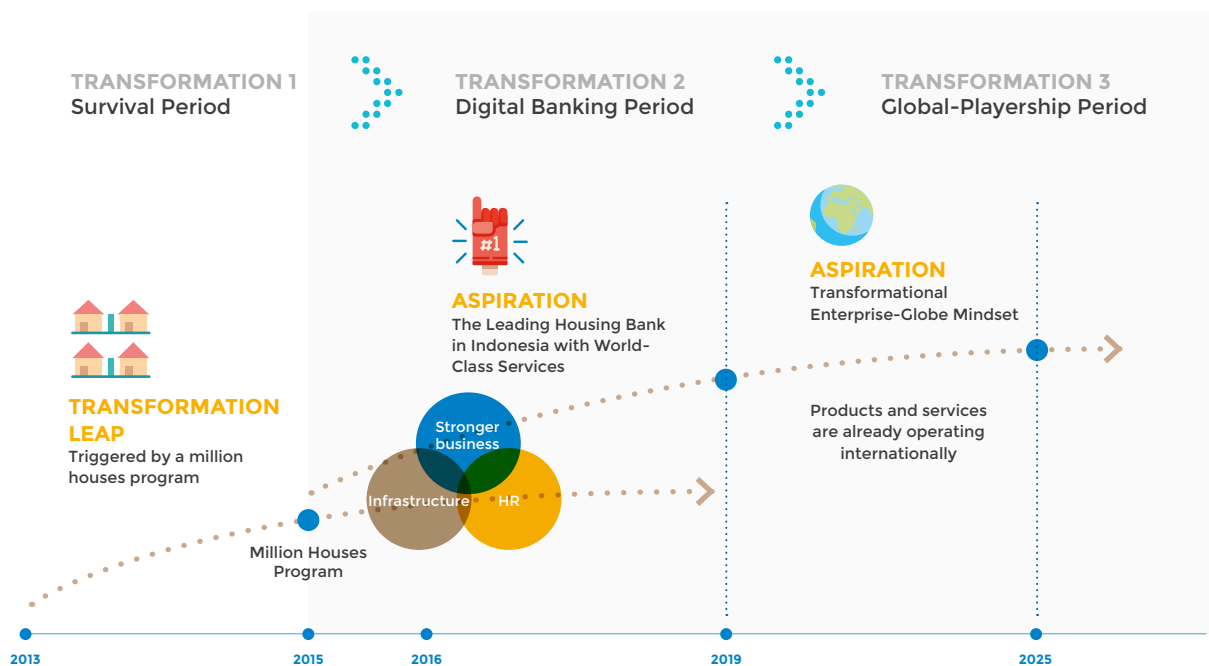 TRANSFORMATION 1
Survival Period
TRANSFORMATION 2
Digital Banking Period
TRANSFORMATION 3
Global-Playership Period
TRANSFORMATION
LEAP
Triggered by a million
houses program
Million Houses
Program
#1
ASPIRATION
The Leading Housing Bank
in Indonesia with World-
Class Services
Stronger
business
Infrastructure
HR
ASPIRATION
Transformational
Enterprise-Globe Mindset
Products and services
are already operating
internationally
2013
2015
2016
2019
2025